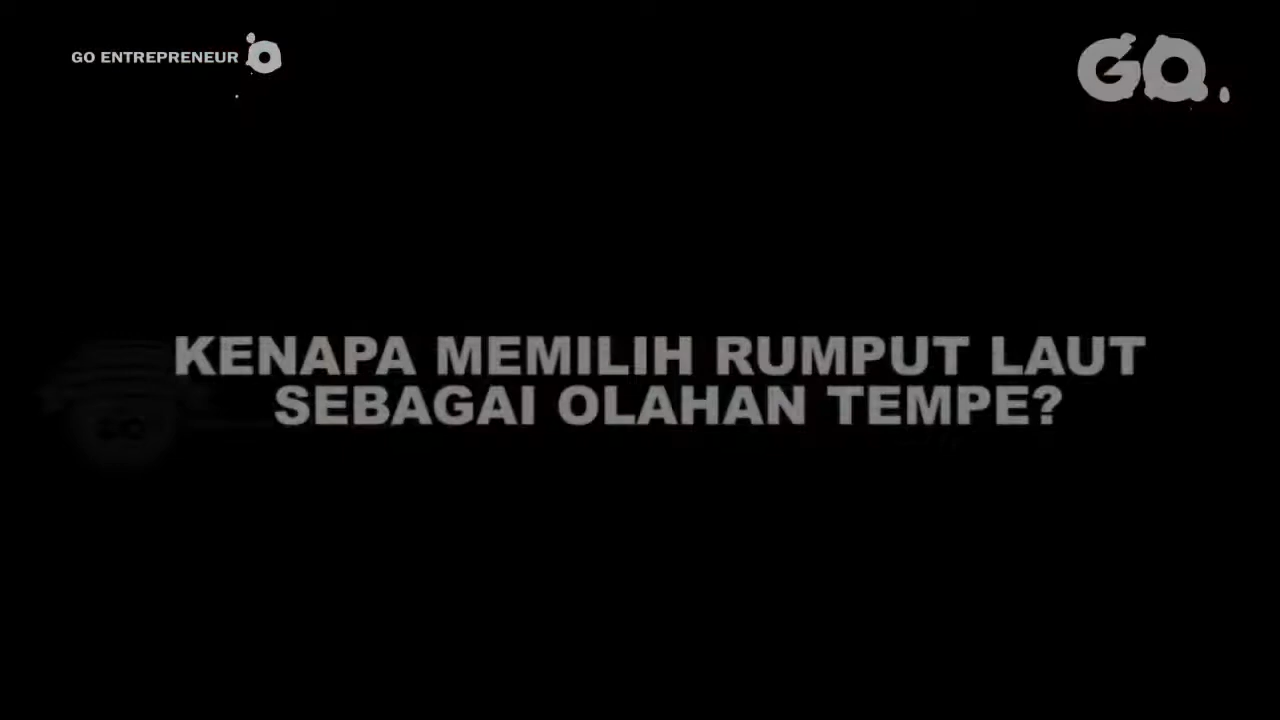 GO ENTREPRENEUR
GO.
KENAPA MEMILIH RUMPUT LAUT
SEBAGAI OLAHAN TEMPE?